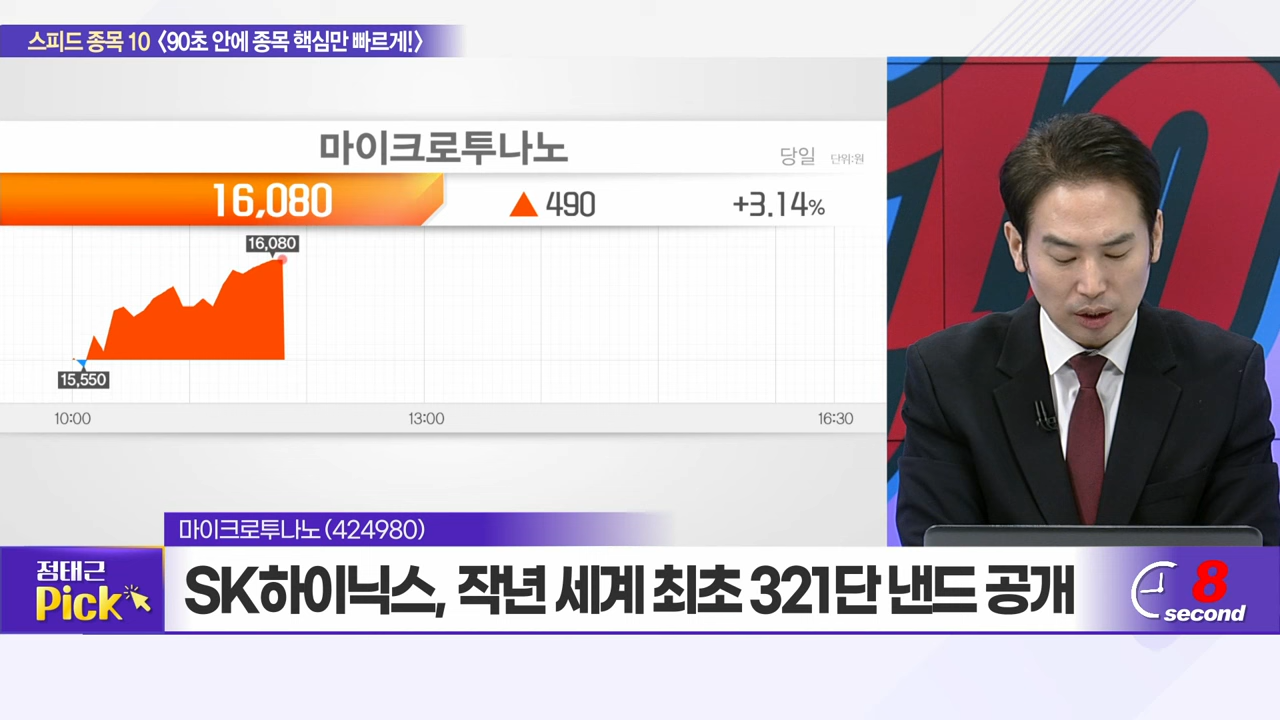 스피드 종목 10 <90초 안에 종목 핵심만 빠르게!>
마이크로투나노
당일 단위:원
16,080 ▲ 490 +3.14%
16,080
15,550
10:00 13:00 16:30
마이크로투나노 (424980)
정태근
Pick
SK하이닉스, 작년 세계 최초 321단 낸드 공개
8
second
10